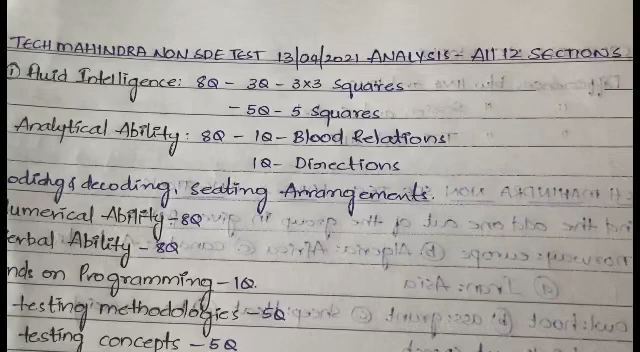 TECH MAHINDRA NON SDE TEST 13/09/2021 ANALYSIS - All 12 SECTIONS
① Fluid Intelligence: 8Q - 3Q - 3x3 Squares
- 5Q - 5 Squares
Analytical Ability: 8Q - 1Q - Blood Relations
1Q - Directions
oding & decoding, Seating Arrangements.
umerical Ability - 8Q
erbal Ability - 8Q
nds on Programming - 1Q.
testing methodologies - 5Q
testing concepts - 5Q